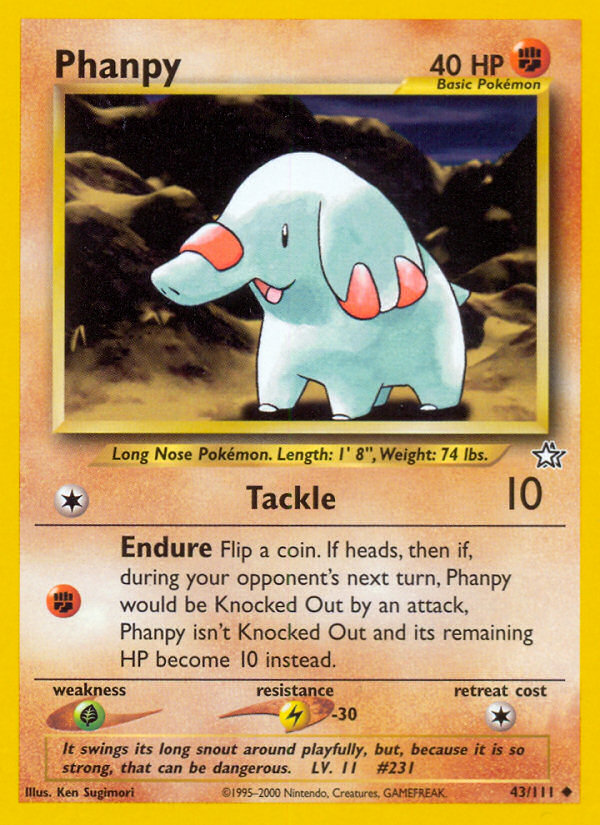 Phanpy
40 HP
Basic Pokémon
Long Nose Pokémon. Length: 1' 8", Weight: 74 lbs.
Tackle 10
Endure Flip a coin. If heads, then if,
during your opponent's next turn, Phanpy
would be Knocked Out by an attack,
Phanpy isn't Knocked Out and its remaining
HP become 10 instead.
weakness resistance retreat cost
-30
It swings its long snout around playfully, but, because it is so
strong, that can be dangerous. LV. 11 #231
Illus. Ken Sugimori ©1995–2000 Nintendo, Creatures, GAMEFREAK. 43/111